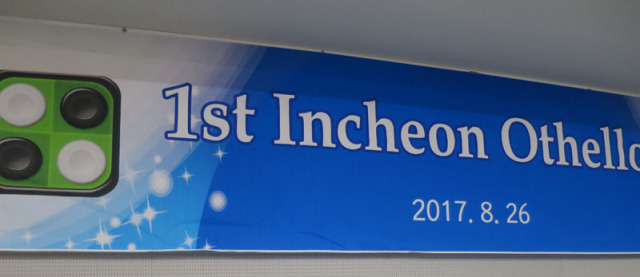 1st Incheon Othello
2017. 8. 26